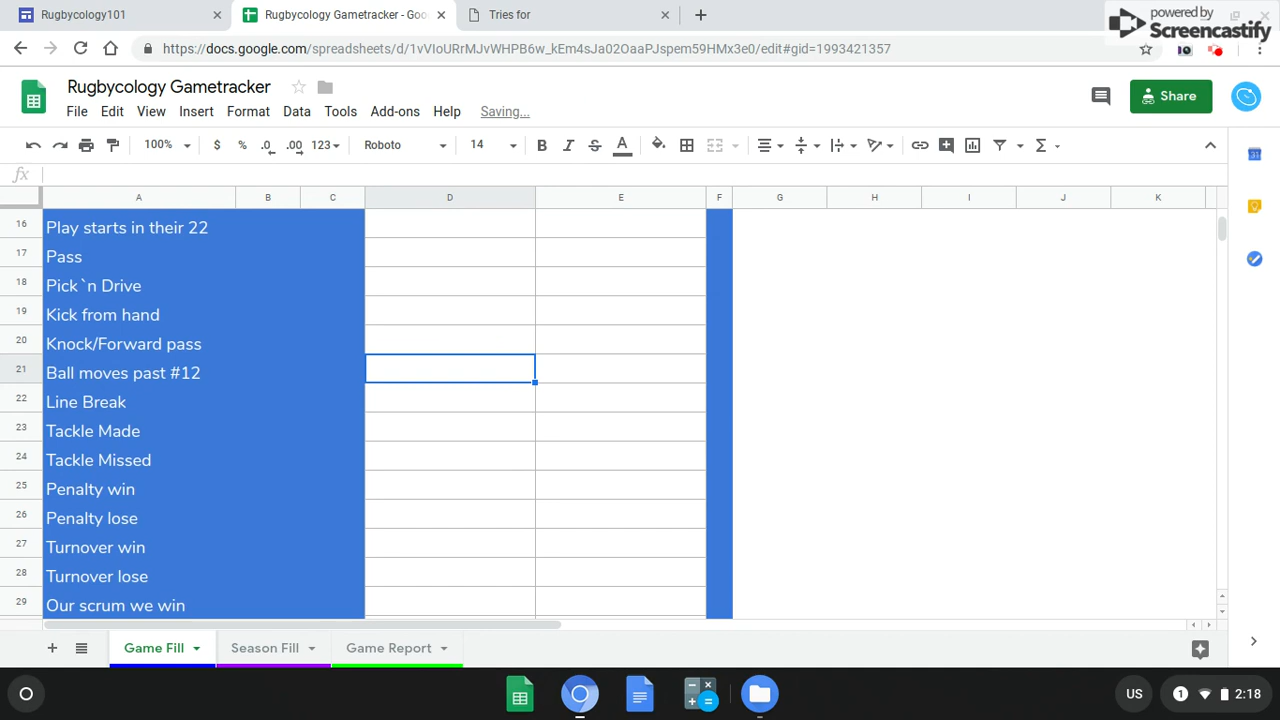 Rugbycology101
Rugbycology Gametracker - Goo
Tries for
powered by
Screencastify
https://docs.google.com/spreadsheets/d/1vVIoURrMJvWHPB6w_kEm4sJa02OaaPJspem59HMx3e0/edit#gid=1993421357
Rugbycology Gametracker
File Edit View Insert Format Data Tools Add-ons Help Saving...
Share
100% $ % .0 .00 123 Roboto 14 B I S A Σ
fx
A B C D E F G H I J K
16 Play starts in their 22
17 Pass
18 Pick`n Drive
19 Kick from hand
20 Knock/Forward pass
21 Ball moves past #12
22 Line Break
23 Tackle Made
24 Tackle Missed
25 Penalty win
26 Penalty lose
27 Turnover win
28 Turnover lose
29 Our scrum we win
Game Fill Season Fill Game Report
31
US 1 2:18